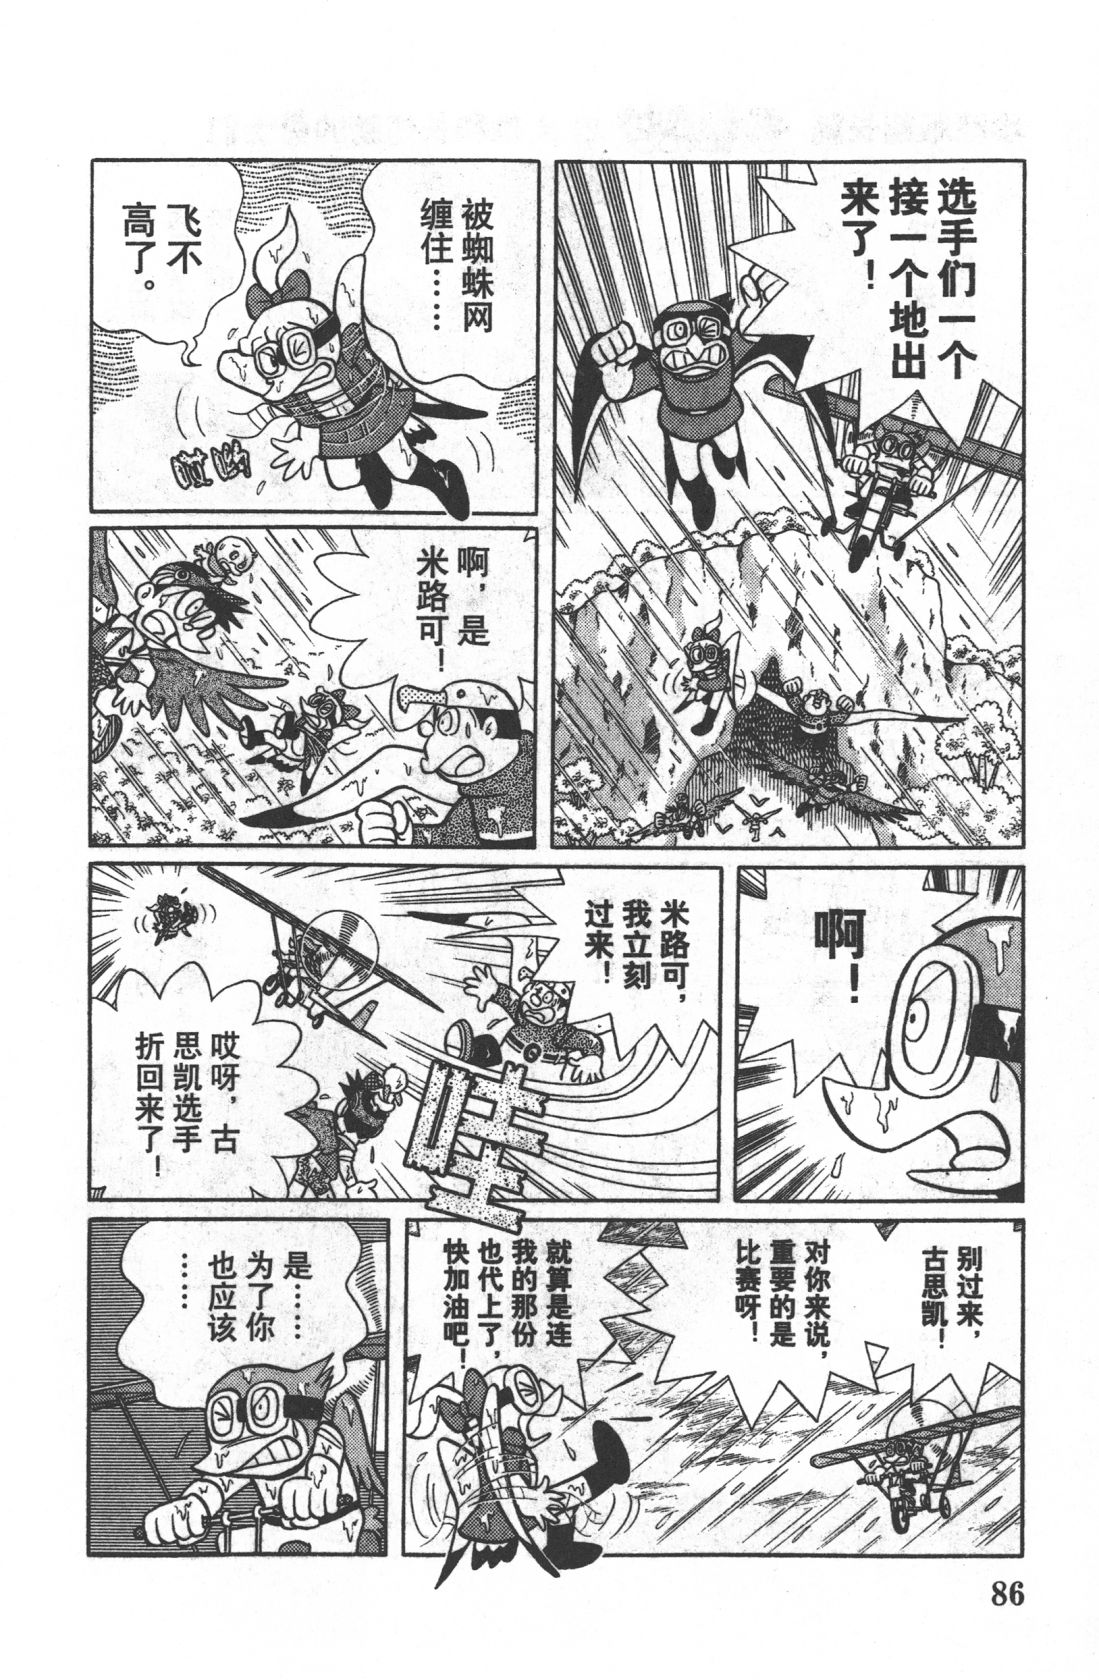 选手们一个
接一个地出
来了！
被蜘蛛网
缠住……
飞不
高了。
啊，是
米路可！
啊！
米路可，
我立刻
过来！
哇
哎呀，古
思凯选手
折回来了！
别过来，
古思凯！
对你来说，
重要的是
比赛呀！
就算是连
我的那份
也代上了，
快加油吧！
是……
为了你
也应该
……
86